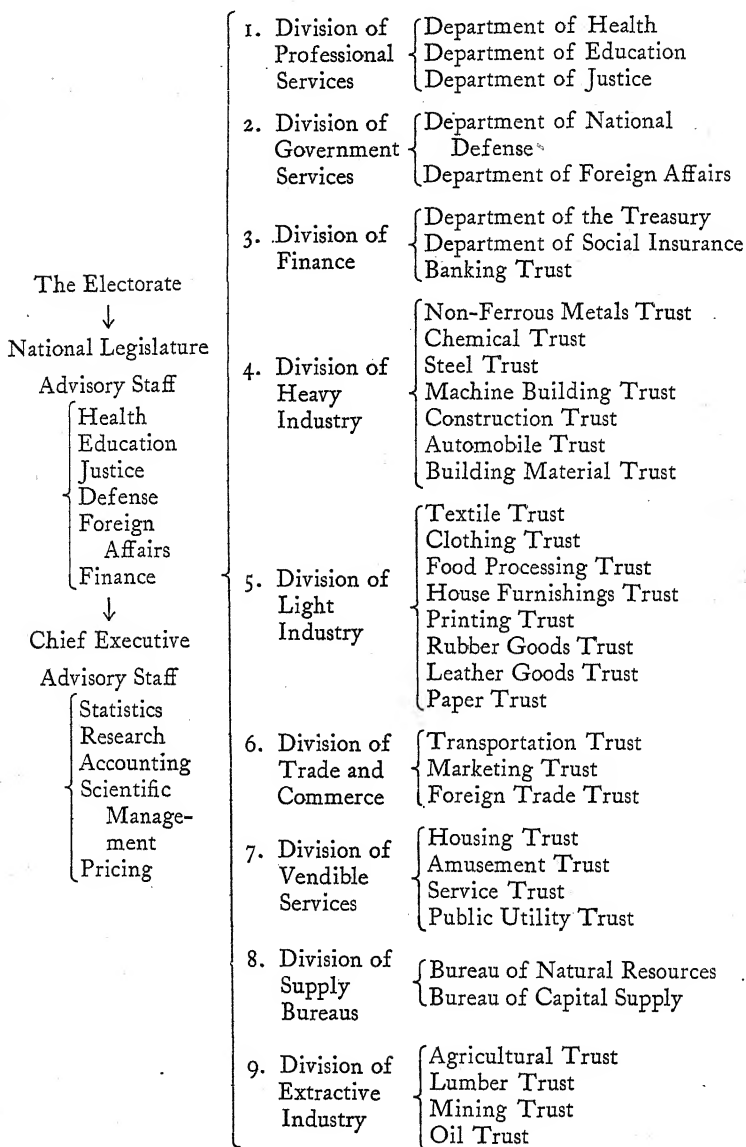 The Electorate
↓
National Legislature
Advisory Staff
Health
Education
Justice
Defense
Foreign
Affairs
Finance
↓
Chief Executive
Advisory Staff
Statistics
Research
Accounting
Scientific
Manage-
ment
Pricing
1. Division of
Professional
Services
Department of Health
Department of Education
Department of Justice
2. Division of
Government
Services
Department of National
Defense
Department of Foreign Affairs
3. Division of
Finance
Department of the Treasury
Department of Social Insurance
Banking Trust
4. Division of
Heavy
Industry
Non-Ferrous Metals Trust
Chemical Trust
Steel Trust
Machine Building Trust
Construction Trust
Automobile Trust
Building Material Trust
5. Division of
Light
Industry
Textile Trust
Clothing Trust
Food Processing Trust
House Furnishings Trust
Printing Trust
Rubber Goods Trust
Leather Goods Trust
Paper Trust
6. Division of
Trade and
Commerce
Transportation Trust
Marketing Trust
Foreign Trade Trust
7. Division of
Vendible
Services
Housing Trust
Amusement Trust
Service Trust
Public Utility Trust
8. Division of
Supply
Bureaus
Bureau of Natural Resources
Bureau of Capital Supply
9. Division of
Extractive
Industry
Agricultural Trust
Lumber Trust
Mining Trust
Oil Trust